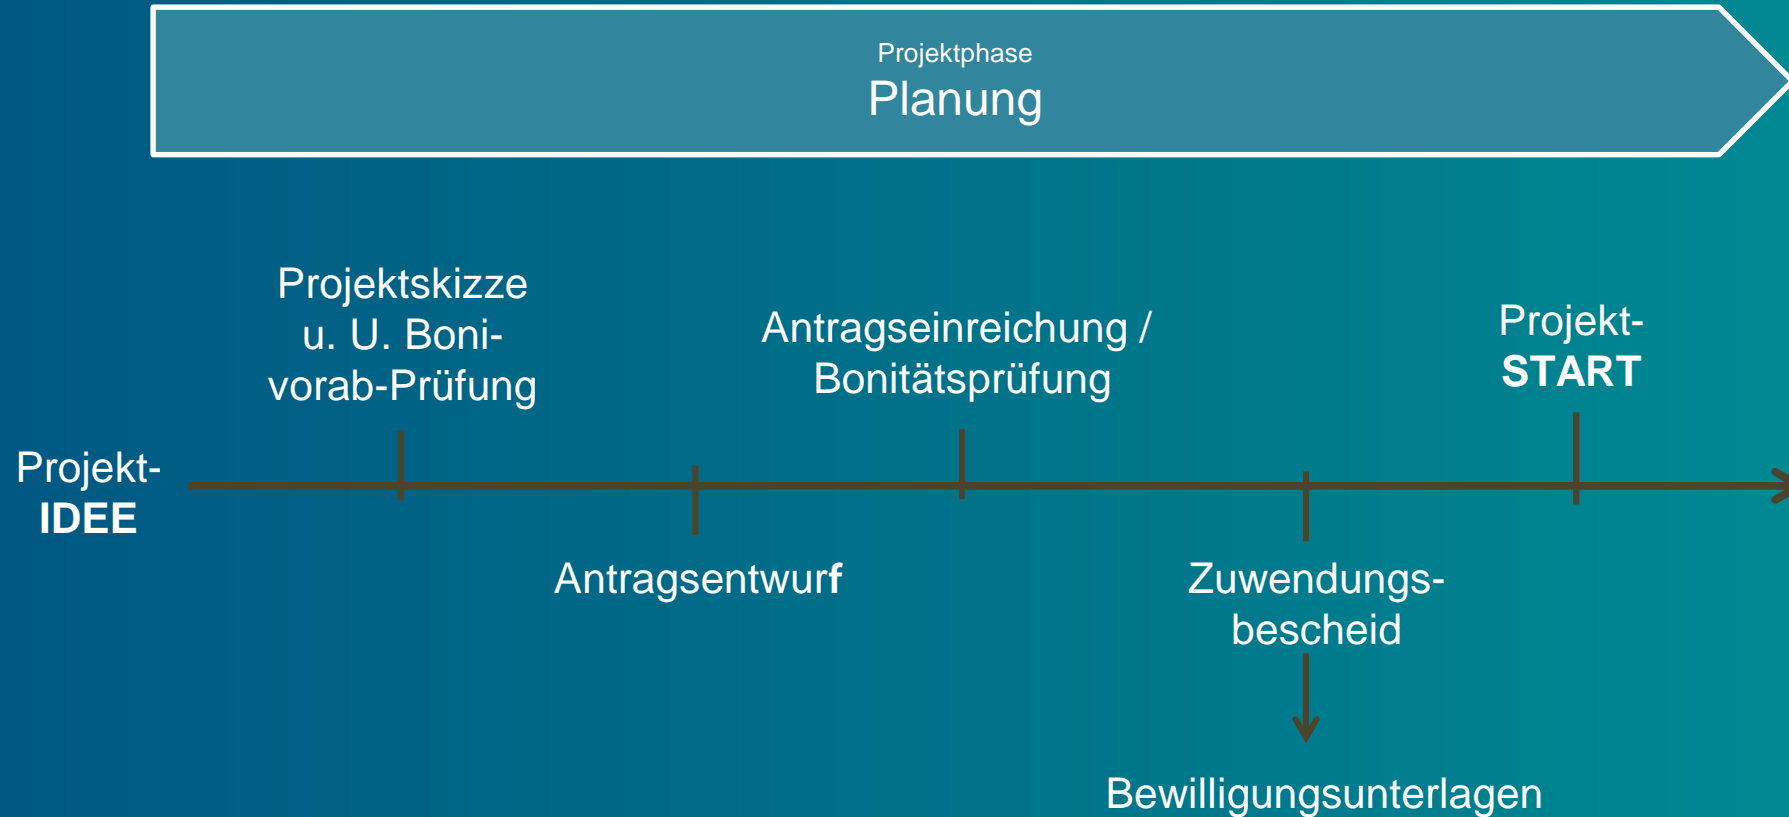 Projektphase
Planung
Projektskizze
u. U. Boni-
vorab-Prüfung
Antragseinreichung /
Bonitätsprüfung
Projekt-
START
Projekt-
IDEE
Antragsentwurf
Zuwendungs-
bescheid
Bewilligungsunterlagen